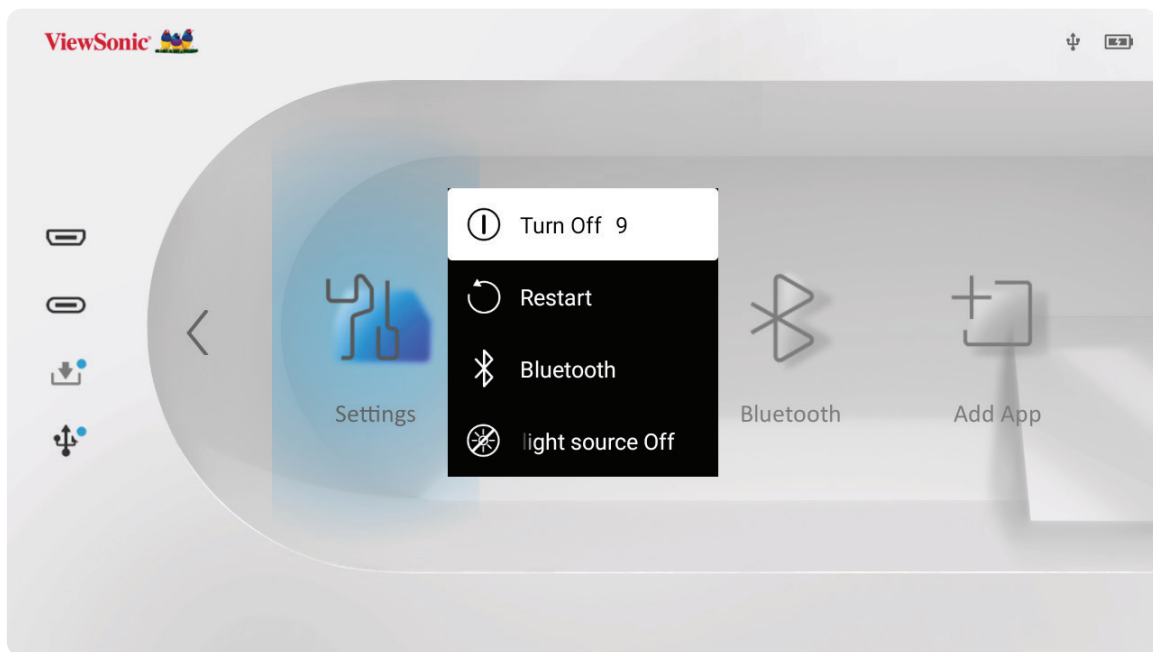 ViewSonic
Turn Off 9
Restart
Bluetooth
light source Off
Settings
Bluetooth
Add App